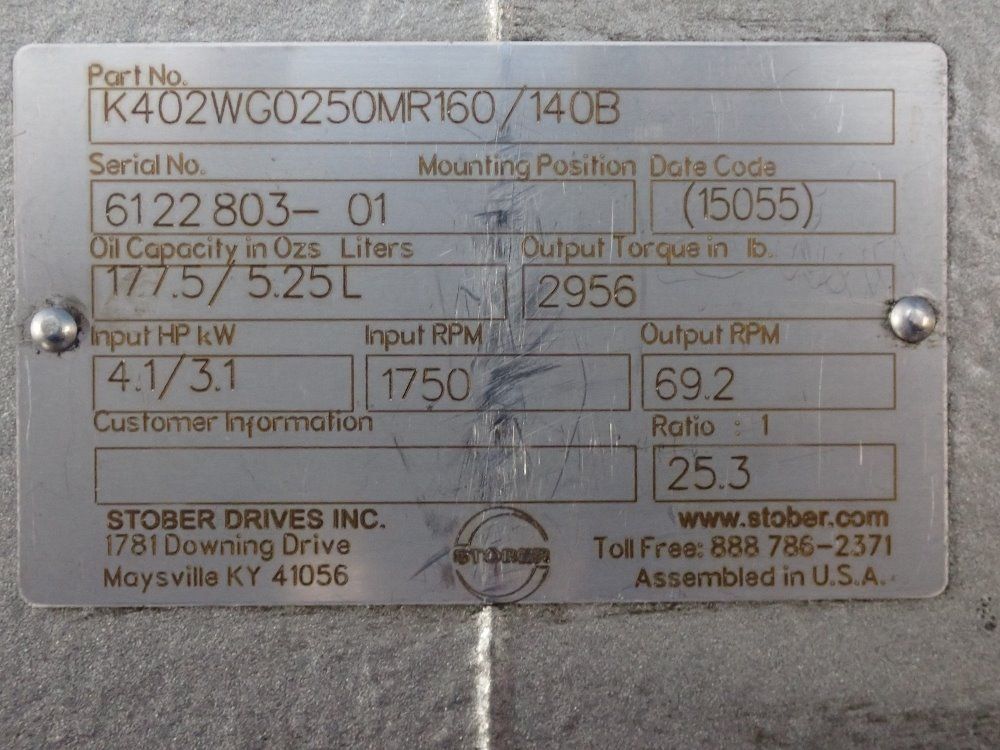 Part No.
K402WG0250MR160/140B
Serial No. Mounting Position Date Code
6122803- 01 (15055)
Oil Capacity in Ozs Liters Output Torque in lb.
177.5/5.25L 2956
Input HP kW Input RPM Output RPM
4.1/3.1 1750 69.2
Customer Information Ratio : 1
25.3
STOBER DRIVES INC. www.stober.com
1781 Downing Drive STOBER Toll Free: 888 786-2371
Maysville KY 41056 Assembled in U.S.A.